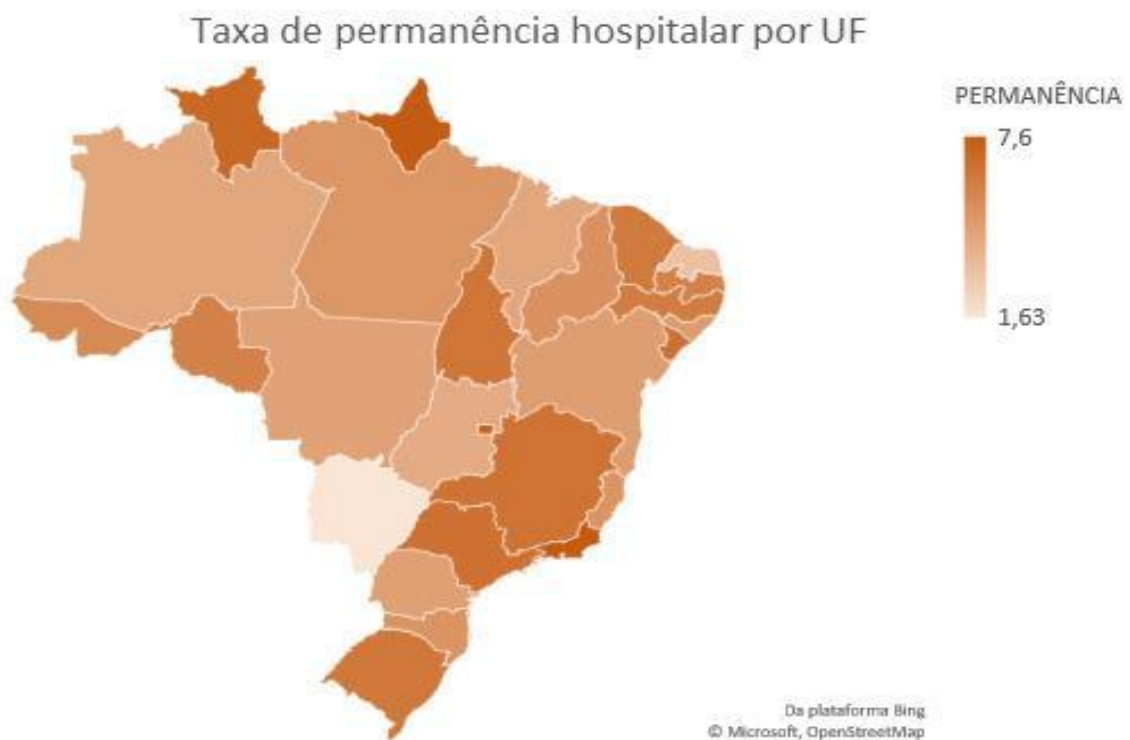 Taxa de permanência hospitalar por UF
PERMANÊNCIA
7,6
1,63
Da plataforma Bing
© Microsoft, OpenStreetMap